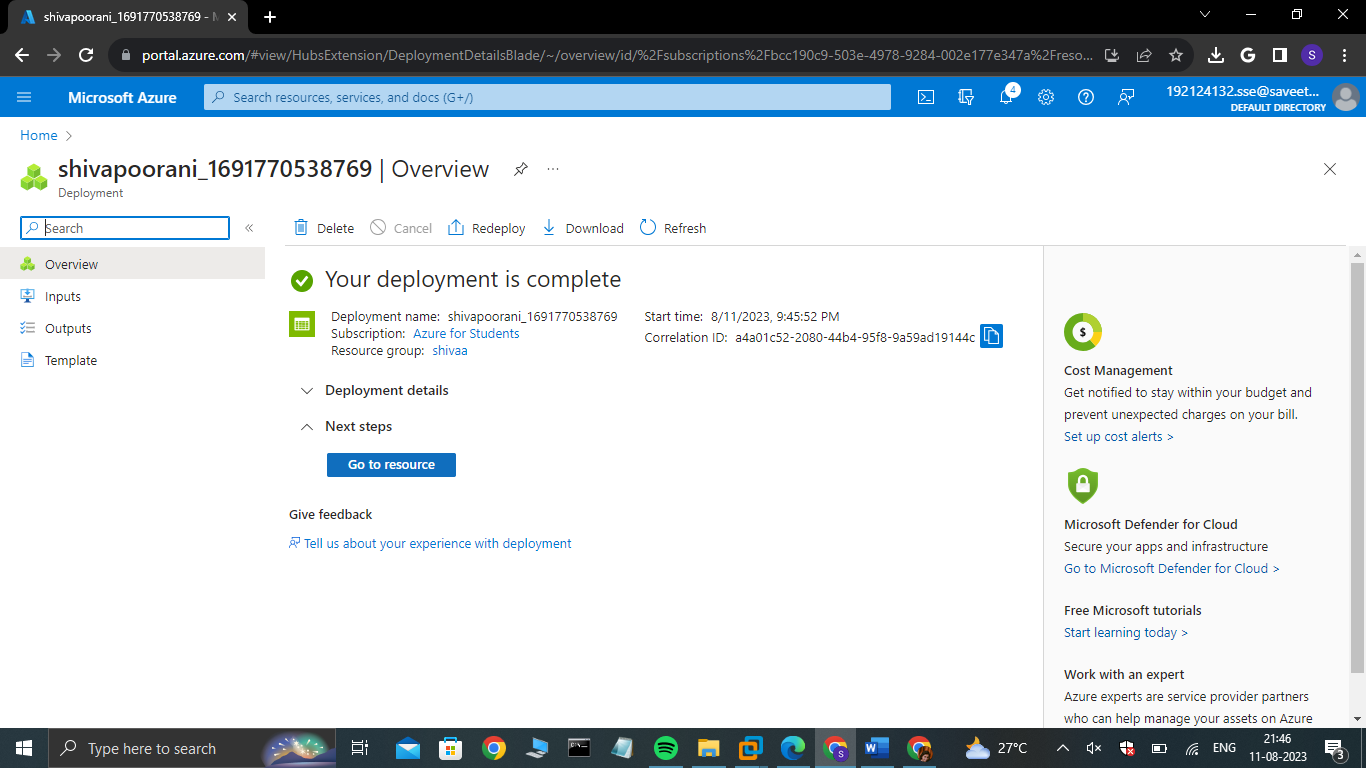 shivapoorani_1691770538769 - M
portal.azure.com/#view/HubsExtension/DeploymentDetailsBlade/~/overview/id/%2Fsubscriptions%2Fbcc190c9-503e-4978-9284-002e177e347a%2Freso...
S
Microsoft Azure
Search resources, services, and docs (G+/)
4
192124132.sse@saveet...
DEFAULT DIRECTORY
Home
shivapoorani_1691770538769 | Overview
Deployment
Search
Delete
Cancel
Redeploy
Download
Refresh
Overview
Inputs
Outputs
Template
Your deployment is complete
Deployment name: shivapoorani_1691770538769
Subscription: Azure for Students
Resource group: shivaa
Start time: 8/11/2023, 9:45:52 PM
Correlation ID: a4a01c52-2080-44b4-95f8-9a59ad19144c
Deployment details
Next steps
Go to resource
Give feedback
Tell us about your experience with deployment
$
Cost Management
Get notified to stay within your budget and
prevent unexpected charges on your bill.
Set up cost alerts >
Microsoft Defender for Cloud
Secure your apps and infrastructure
Go to Microsoft Defender for Cloud >
Free Microsoft tutorials
Start learning today >
Work with an expert
Azure experts are service provider partners
who can help manage your assets on Azure
Type here to search
27°C
ENG
21:46
11-08-2023
3